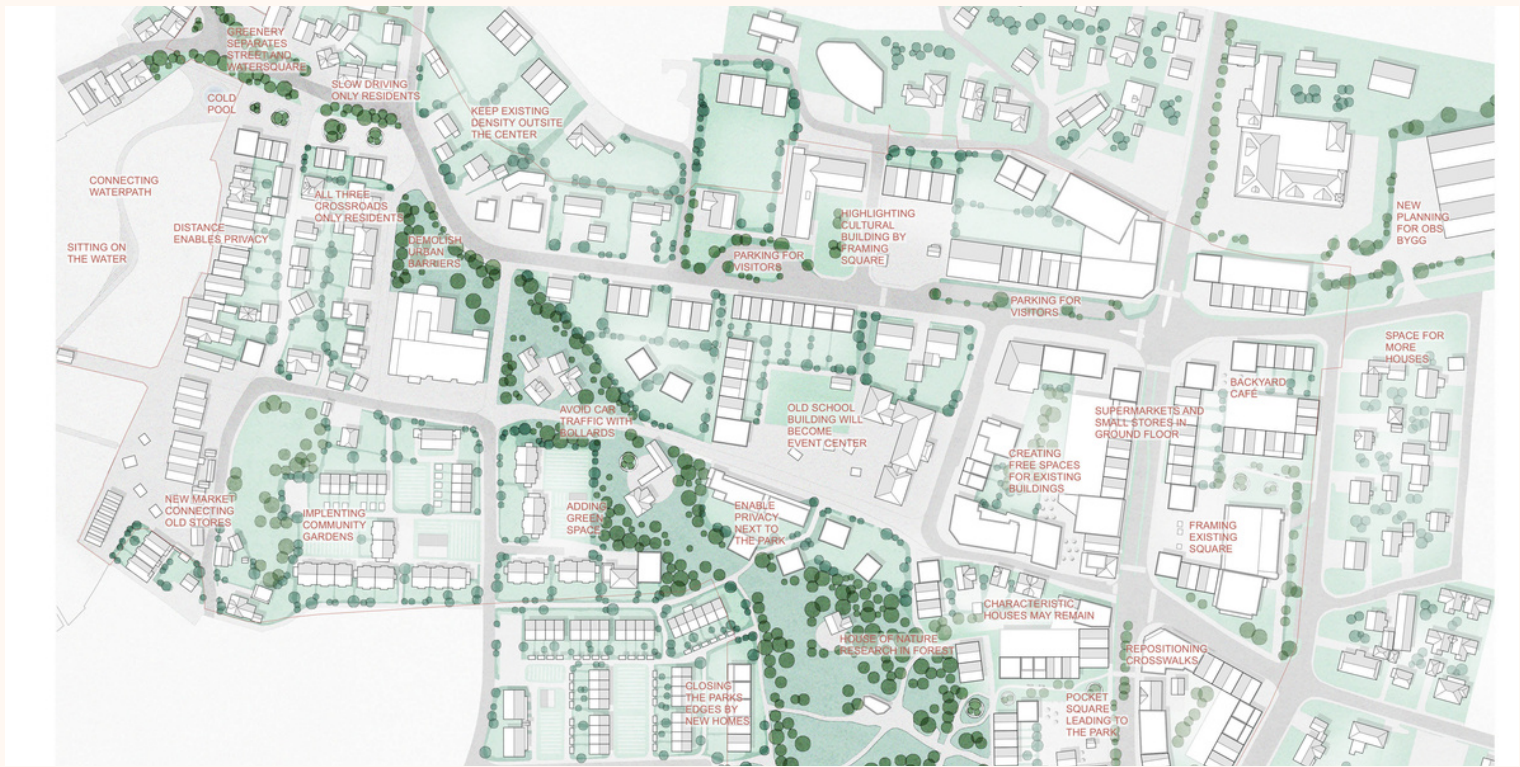 GREENERY
SEPARATES
STREET AND
WATERSQUARE
SLOW DRIVING
ONLY RESIDENTS
COLD
POOL
KEEP EXISTING
DENSITY OUTSITE
THE CENTER
CONNECTING
WATERPATH
ALL THREE
CROSSROADS
ONLY RESIDENTS
DISTANCE
ENABLES PRIVACY
SITTING ON
THE WATER
DEMOLISH
URBAN
BARRIERS
PARKING FOR
VISITORS
HIGHLIGHTING
CULTURAL
BUILDING BY
FRAMING
SQUARE
NEW
PLANNING
FOR OBS
BYGG
PARKING FOR
VISITORS
SPACE FOR
MORE
HOUSES
BACKYARD
CAFÉ
AVOID CAR
TRAFFIC WITH
BOLLARDS
OLD SCHOOL
BUILDING WILL
BECOME
EVENT CENTER
SUPERMARKETS AND
SMALL STORES IN
GROUND FLOOR
CREATING
FREE SPACES
FOR EXISTING
BUILDINGS
NEW MARKET
CONNECTING
OLD STORES
IMPLENTING
COMMUNITY
GARDENS
ADDING
GREEN
SPACE
ENABLE
PRIVACY
NEXT TO
THE PARK
FRAMING
EXISTING
SQUARE
CHARACTERISTIC
HOUSES MAY REMAIN
HOUSE OF NATURE
RESEARCH IN FOREST
REPOSITIONING
CROSSWALKS
CLOSING
THE PARKS
EDGES BY
NEW HOMES
POCKET
SQUARE
LEADING TO
THE PARK